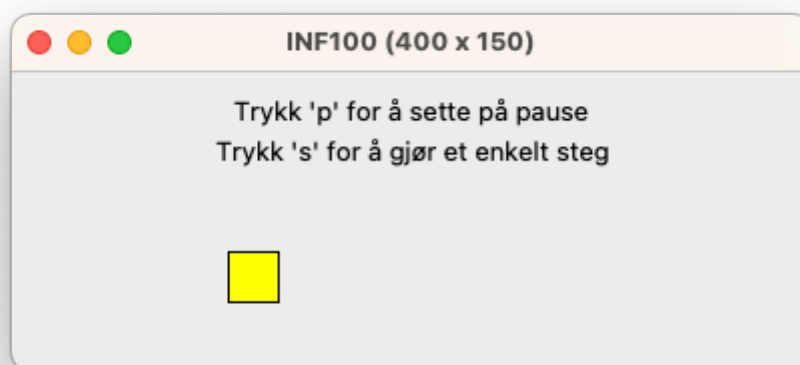 INF100 (400 x 150)
Trykk 'p' for å sette på pause
Trykk 's' for å gjør et enkelt steg